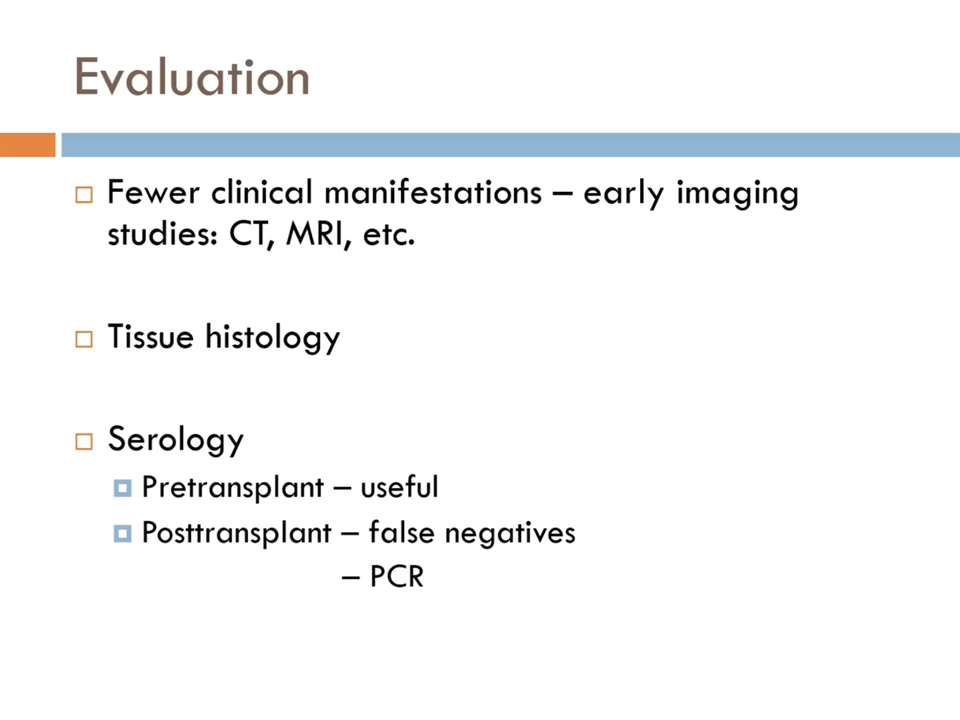 Evaluation
Fewer clinical manifestations – early imaging
studies: CT, MRI, etc.
Tissue histology
Serology
Pretransplant – useful
Posttransplant – false negatives
– PCR